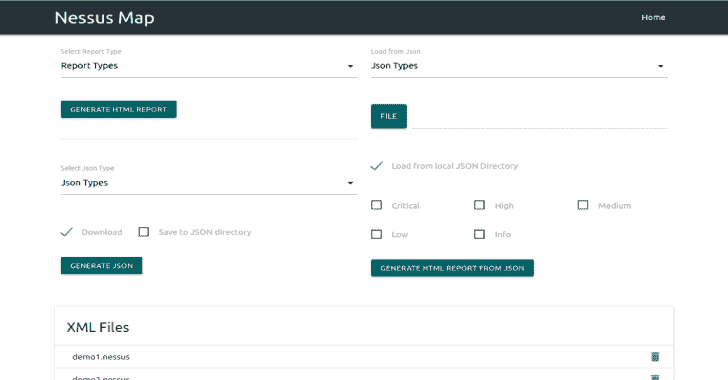 Nessus Map
Home
Select Report Type
Report Types
GENERATE HTML REPORT
Select Json Type
Json Types
Download
Save to JSON directory
GENERATE JSON
Load from Json
Json Types
FILE
Load from local JSON Directory
Critical
High
Medium
Low
Info
GENERATE HTML REPORT FROM JSON
XML Files
demo1.nessus
demo2.nessus